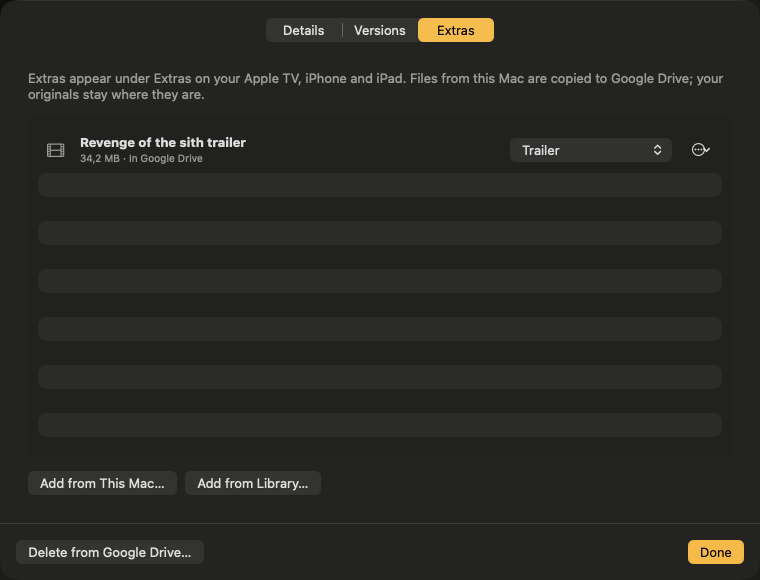 Details
Versions
Extras
Extras appear under Extras on your Apple TV, iPhone and iPad. Files from this Mac are copied to Google Drive; your
originals stay where they are.
Revenge of the sith trailer
34,2 MB · In Google Drive
Trailer
Add from This Mac...
Add from Library...
Delete from Google Drive...
Done